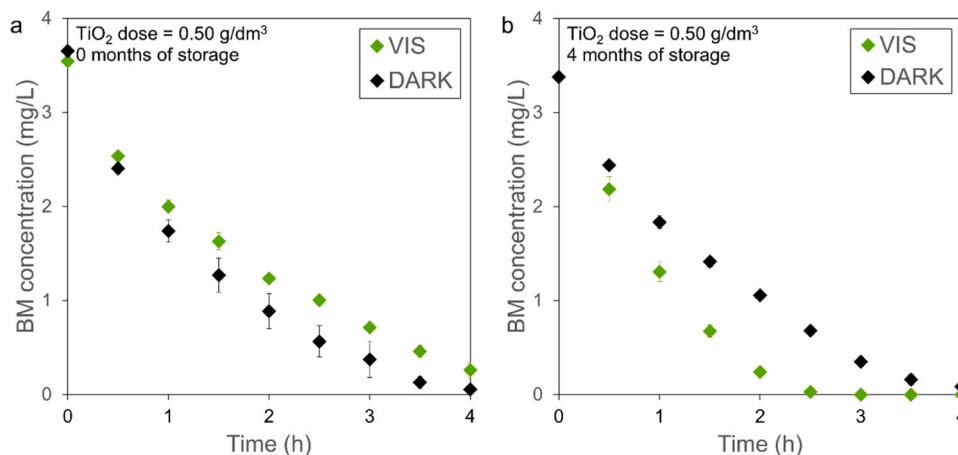 a
TiO₂ dose = 0.50 g/dm³
0 months of storage
VIS
DARK
BM concentration (mg/L)
4
3
2
1
0
0 1 2 3 4
Time (h)
b
TiO₂ dose = 0.50 g/dm³
4 months of storage
VIS
DARK
BM concentration (mg/L)
4
3
2
1
0
0 1 2 3 4
Time (h)